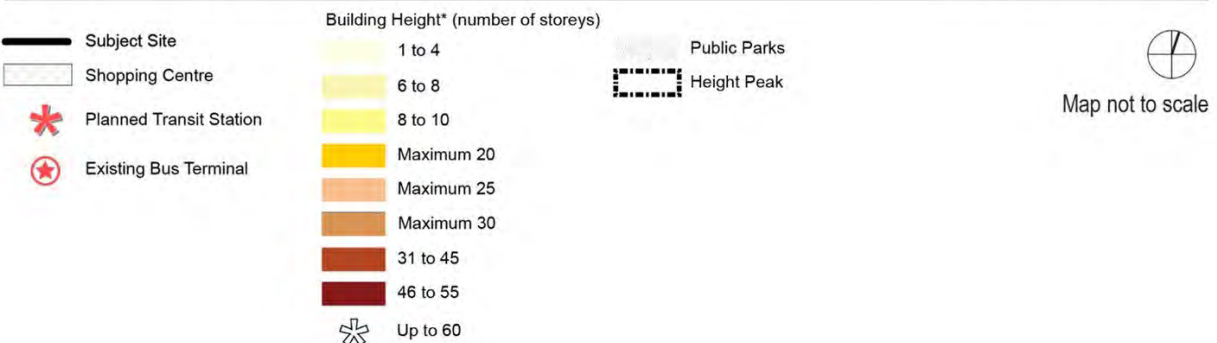 Building Height* (number of storeys)
Subject Site
Shopping Centre
Planned Transit Station
Existing Bus Terminal
1 to 4
6 to 8
8 to 10
Maximum 20
Maximum 25
Maximum 30
31 to 45
46 to 55
Up to 60
Public Parks
Height Peak
Map not to scale